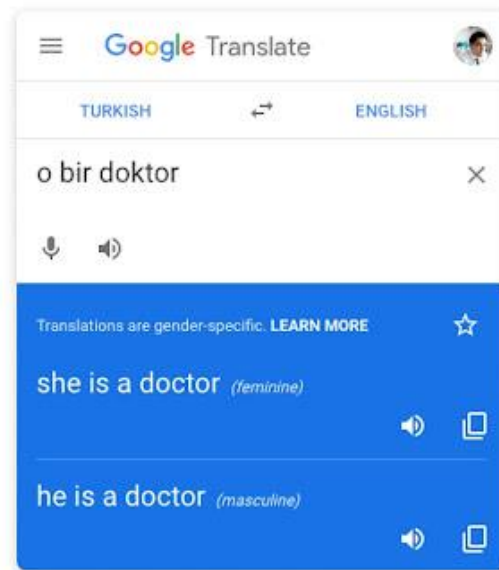 Google Translate
TURKISH ENGLISH
o bir doktor
Translations are gender-specific. LEARN MORE
she is a doctor (feminine)
he is a doctor (masculine)